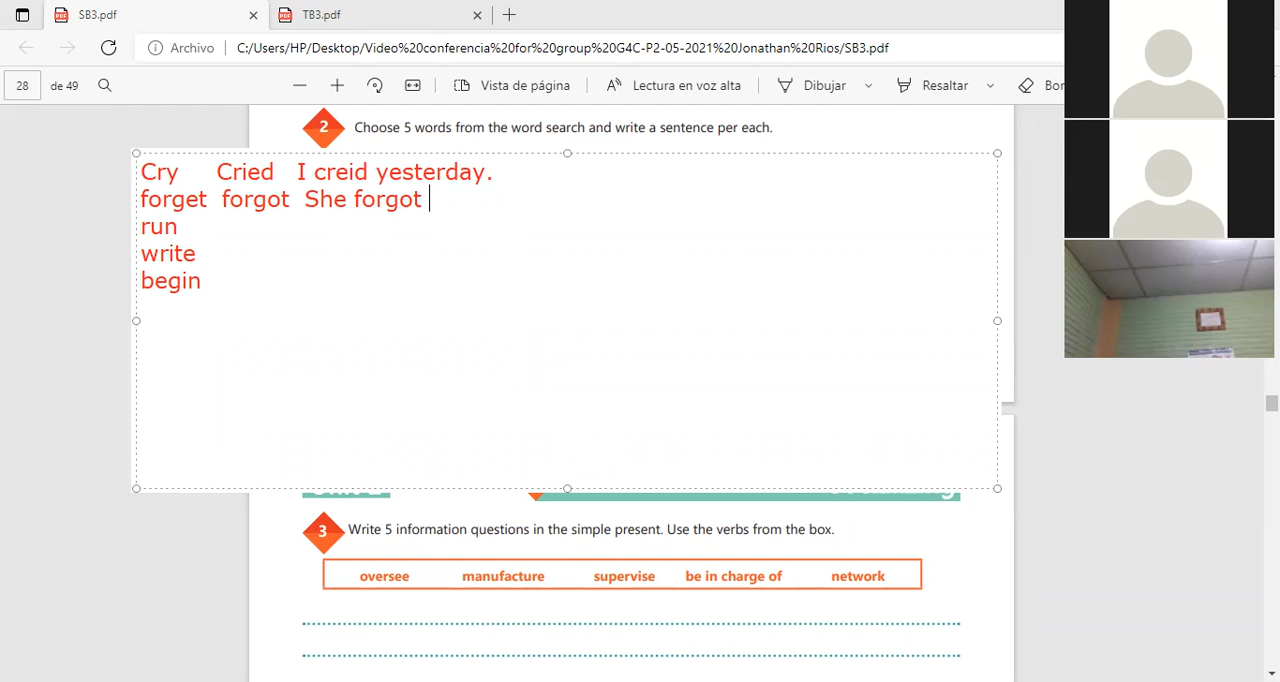 SB3.pdf
TB3.pdf
Archivo
C:/Users/HP/Desktop/Video%20conferencia%20for%20group%20G4C-P2-05-2021%20Jonathan%20Rios/SB3.pdf
28 de 49
Vista de página
Lectura en voz alta
Dibujar
Resaltar
2 Choose 5 words from the word search and write a sentence per each.
Cry Cried I creid yesterday.
forget forgot She forgot
run
write
begin
3 Write 5 information questions in the simple present. Use the verbs from the box.
oversee manufacture supervise be in charge of network